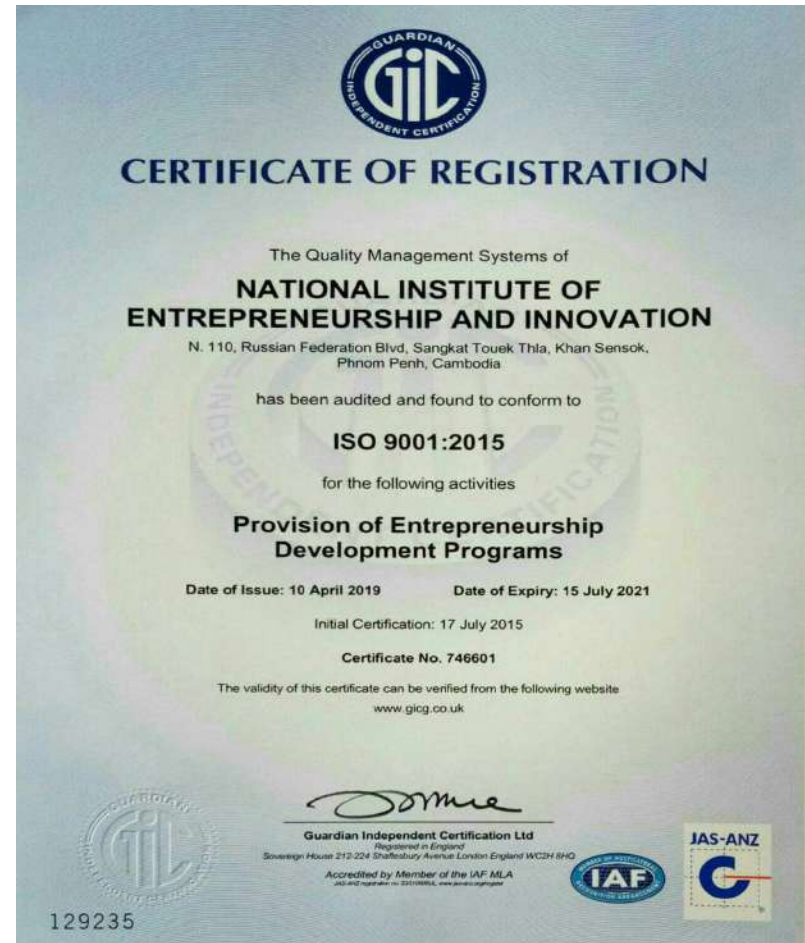 GUARDIAN
GIC
INDEPENDENT CERTIFICATION
CERTIFICATE OF REGISTRATION
The Quality Management Systems of
NATIONAL INSTITUTE OF
ENTREPRENEURSHIP AND INNOVATION
N. 110, Russian Federation Blvd, Sangkat Touek Thla, Khan Sensok,
Phnom Penh, Cambodia
has been audited and found to conform to
ISO 9001:2015
for the following activities
Provision of Entrepreneurship
Development Programs
Date of Issue: 10 April 2019 Date of Expiry: 15 July 2021
Initial Certification: 17 July 2015
Certificate No. 746601
The validity of this certificate can be verified from the following website
www.gicg.co.uk
Guardian Independent Certification Ltd
Registered in England
Sovereign House 212-224 Shaftesbury Avenue London England WC2H 8HQ
Accredited by Member of the IAF MLA
JAS-ANZ
IAF
GUARDIAN
GIC
129235